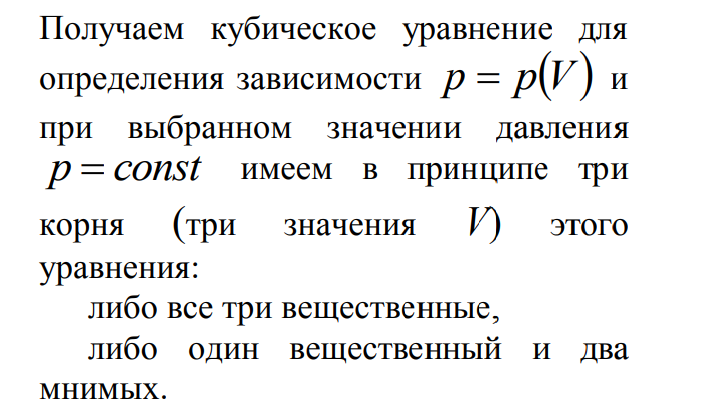 Получаем кубическое уравнение для
определения зависимости p = p(V) и
при выбранном значении давления
p = const имеем в принципе три
корня (три значения V) этого
уравнения:
либо все три вещественные,
либо один вещественный и два
мнимых.